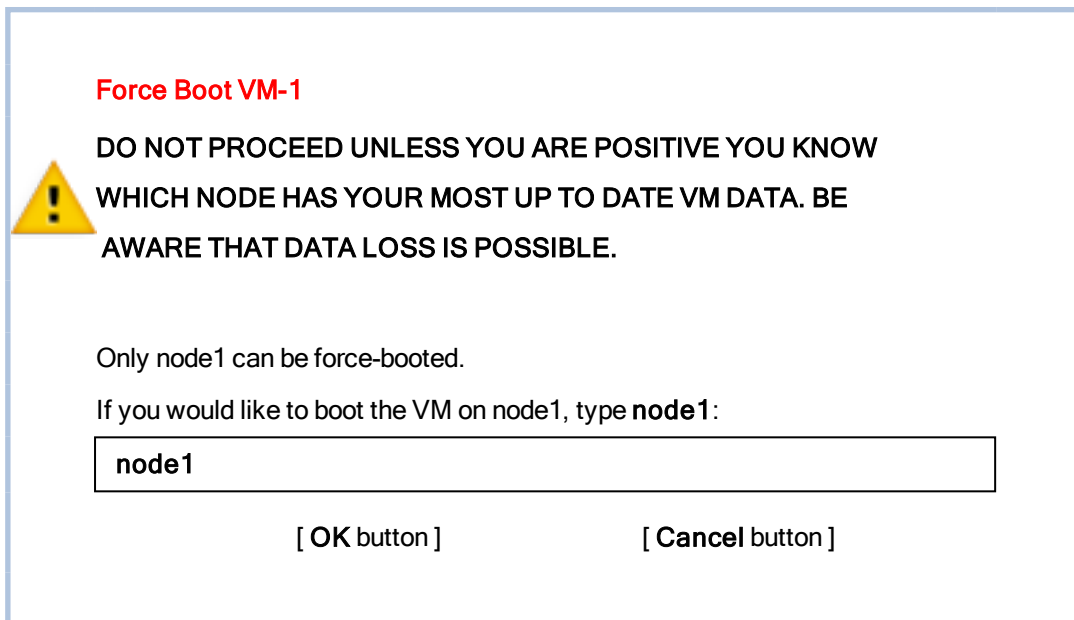 Force Boot VM-1
DO NOT PROCEED UNLESS YOU ARE POSITIVE YOU KNOW
WHICH NODE HAS YOUR MOST UP TO DATE VM DATA. BE
AWARE THAT DATA LOSS IS POSSIBLE.
Only node1 can be force-booted.
If you would like to boot the VM on node1, type node1:
node1
[ OK button ] [ Cancel button ]